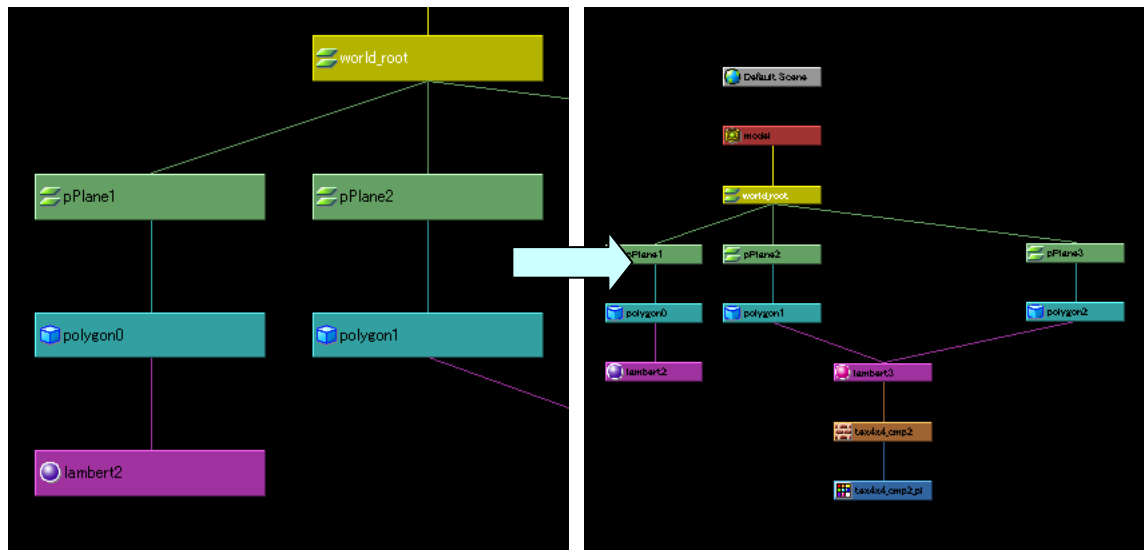 world_root
pPlane1
pPlane2
polygon0
polygon1
lambert2
Default Scene
model
world_root
pPlane1
pPlane2
pPlane3
polygon0
polygon1
polygon2
lambert2
lambert3
tex4x4_cmp2
tex4x4_cmp2_pl